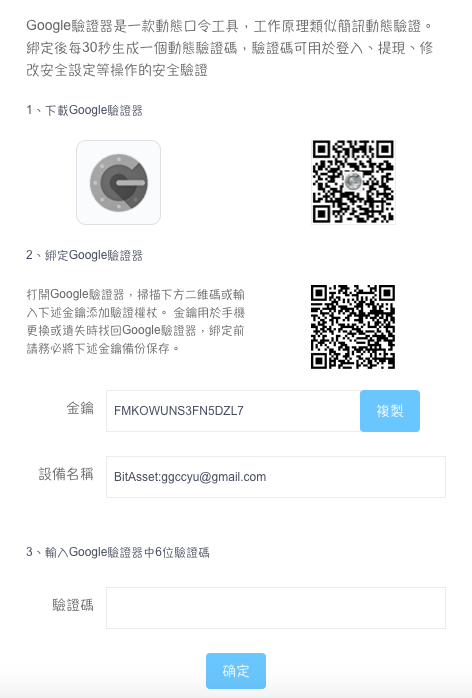 Google驗證器是一款動態口令工具，工作原理類似簡訊動態驗證。
綁定後每30秒生成一個動態驗證碼，驗證碼可用於登入、提現、修
改安全設定等操作的安全驗證
1、下載Google驗證器
2、綁定Google驗證器
打開Google驗證器，掃描下方二維碼或輸
入下述金鑰添加驗證權杖。 金鑰用於手機
更換或遺失時找回Google驗證器，綁定前
請務必將下述金鑰備份保存。
金鑰 FMKOWUNS3FN5DZL7 複製
設備名稱 BitAsset:ggccyu@gmail.com
3、輸入Google驗證器中6位驗證碼
驗證碼
确定